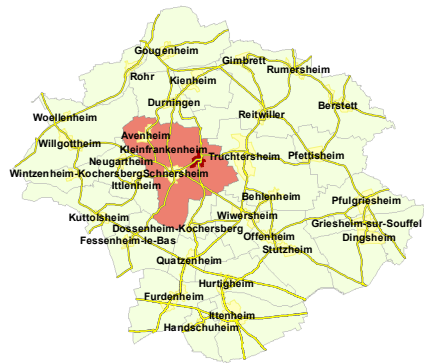 Gougenheim
Gimbrett
Rohr
Rumersheim
Kienheim
Durningen
Berstett
Woellenheim
Reitwiller
Avenheim
Willgottheim
Kleinfrankenheim
Truchtersheim
Pfettisheim
Neugartheim
Wintzenheim-Kochersberg
Schnersheim
Ittlenheim
Behlenheim
Pfulgriesheim
Kuttolsheim
Wiwersheim
Griesheim-sur-Souffel
Dossenheim-Kochersberg
Offenheim
Dingsheim
Fessenheim-le-Bas
Stutzheim
Quatzenheim
Hurtigheim
Furdenheim
Ittenheim
Handschuheim